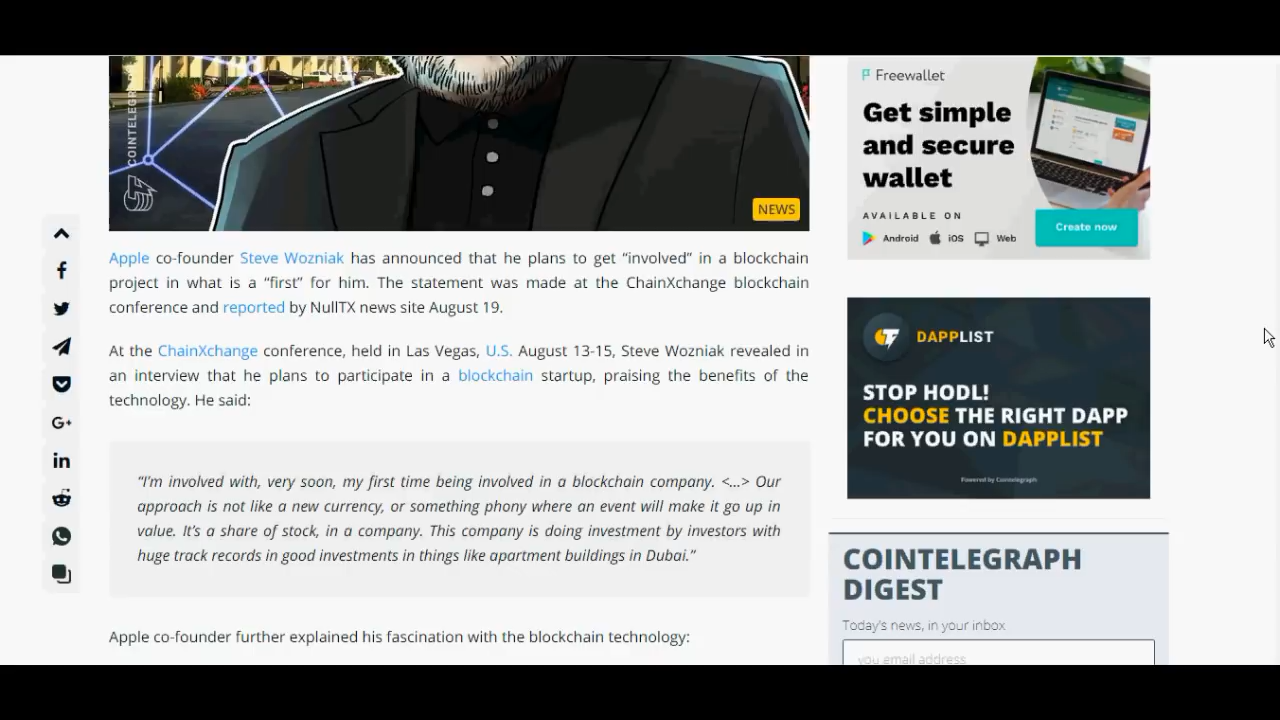 COINTELEGR
NEWS
Apple co-founder Steve Wozniak has announced that he plans to get “involved” in a blockchain
project in what is a “first” for him. The statement was made at the ChainXchange blockchain
conference and reported by NullTX news site August 19.
At the ChainXchange conference, held in Las Vegas, U.S. August 13-15, Steve Wozniak revealed in
an interview that he plans to participate in a blockchain startup, praising the benefits of the
technology. He said:
“I’m involved with, very soon, my first time being involved in a blockchain company. <...> Our
approach is not like a new currency, or something phony where an event will make it go up in
value. It’s a share of stock, in a company. This company is doing investment by investors with
huge track records in good investments in things like apartment buildings in Dubai.”
Apple co-founder further explained his fascination with the blockchain technology:
Freewallet
Get simple
and secure
wallet
AVAILABLE ON
Android iOS Web
Create now
DAPPLIST
STOP HODL!
CHOOSE THE RIGHT DAPP
FOR YOU ON DAPPLIST
Powered by Cointelegraph
COINTELEGRAPH
DIGEST
Today's news, in your inbox
you email address